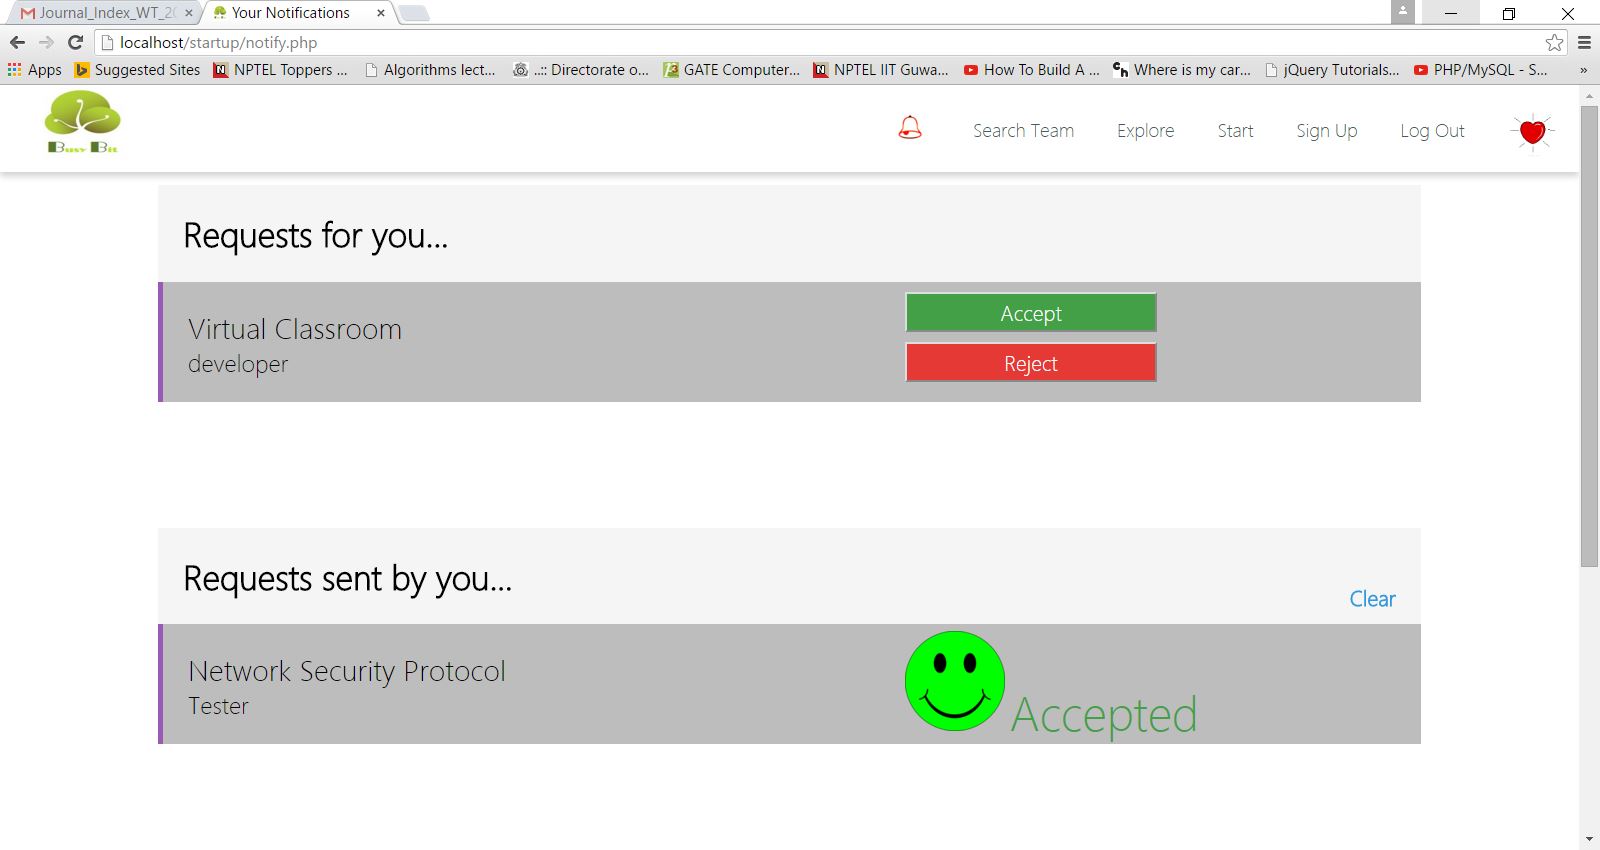 Journal_Index_WT_20
Your Notifications
localhost/startup/notify.php
Apps
Suggested Sites
NPTEL Toppers ...
Algorithms lect...
..:: Directorate o...
GATE Computer...
NPTEL IIT Guwa...
How To Build A ...
Where is my car...
jQuery Tutorials...
PHP/MySQL - S...
»
Busy Bit
Search Team
Explore
Start
Sign Up
Log Out
Requests for you...
Virtual Classroom
developer
Accept
Reject
Requests sent by you...
Clear
Network Security Protocol
Tester
Accepted